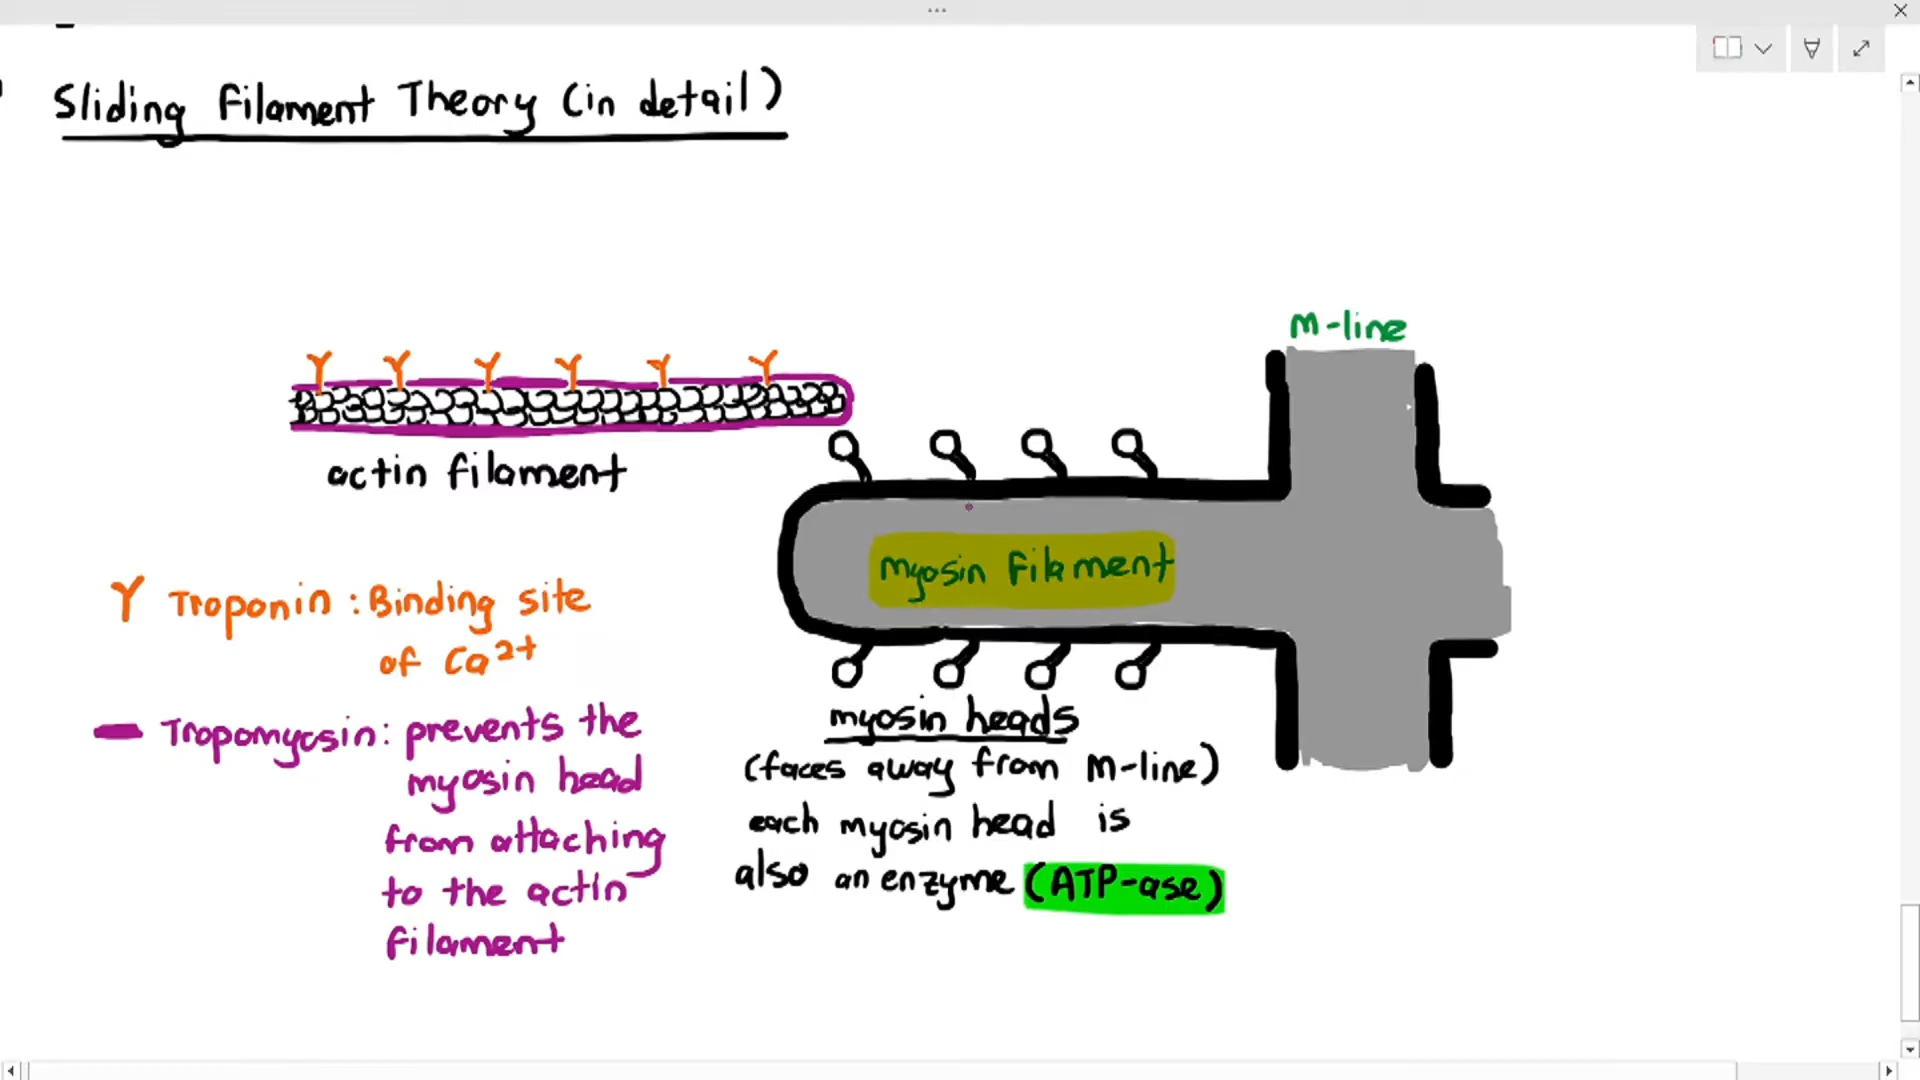 Sliding Filament Theory (in detail)
M-line
actin filament
myosin filament
Troponin : Binding site
of Ca²⁺
Tropomyosin : prevents the
myosin head
from attaching
to the actin
filament
myosin heads
(faces away from M-line)
each myosin head is
also an enzyme (ATP-ase)